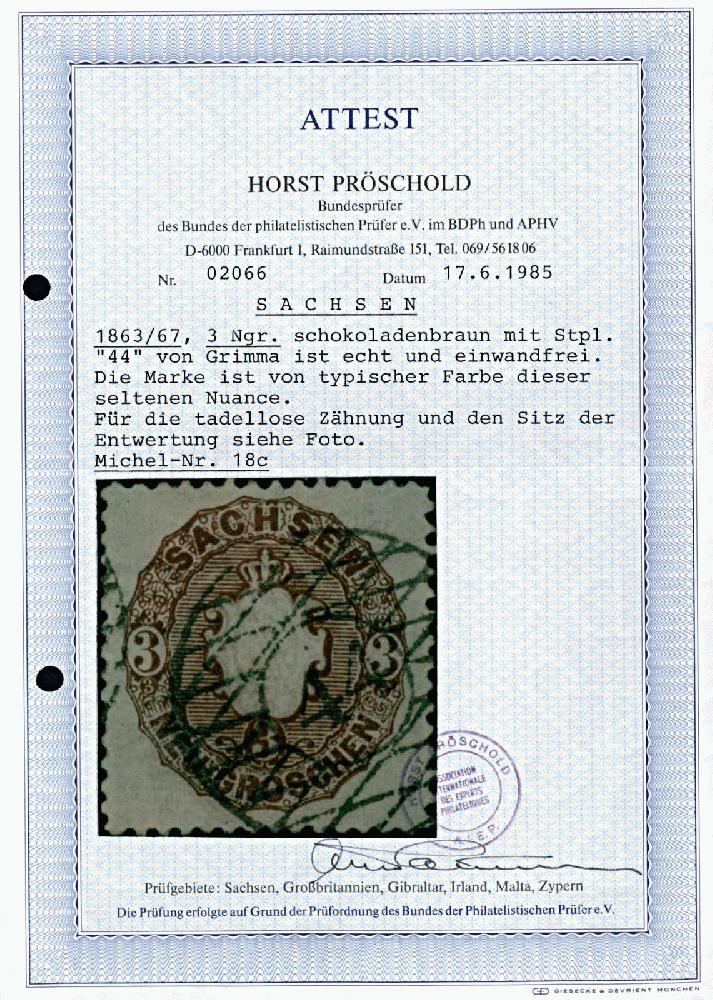 ATTEST
HORST PRÖSCHOLD
Bundesprüfer
des Bundes der philatelistischen Prüfer e.V. im BDPh und APHV
D-6000 Frankfurt 1, Raimundstraße 151, Tel. 069/561806
Nr. 02066 Datum 17.6.1985
SACHSEN
1863/67, 3 Ngr. schokoladenbraun mit Stpl.
"44" von Grimma ist echt und einwandfrei.
Die Marke ist von typischer Farbe dieser
seltenen Nuance.
Für die tadellose Zähnung und den Sitz der
Entwertung siehe Foto.
Michel-Nr. 18c
SACHSEN
3 3
3
NEUGROSCHEN
HORST PRÖSCHOLD
ASSOCIATION
INTERNATIONALE
DES EXPERTS
PHILATELIQUES
A.I.E.P.
Prüfgebiete: Sachsen, Großbritannien, Gibraltar, Irland, Malta, Zypern
Die Prüfung erfolgte auf Grund der Prüfordnung des Bundes der Philatelistischen Prüfer e.V.
GIESECKE & DEVRIENT MÜNCHEN